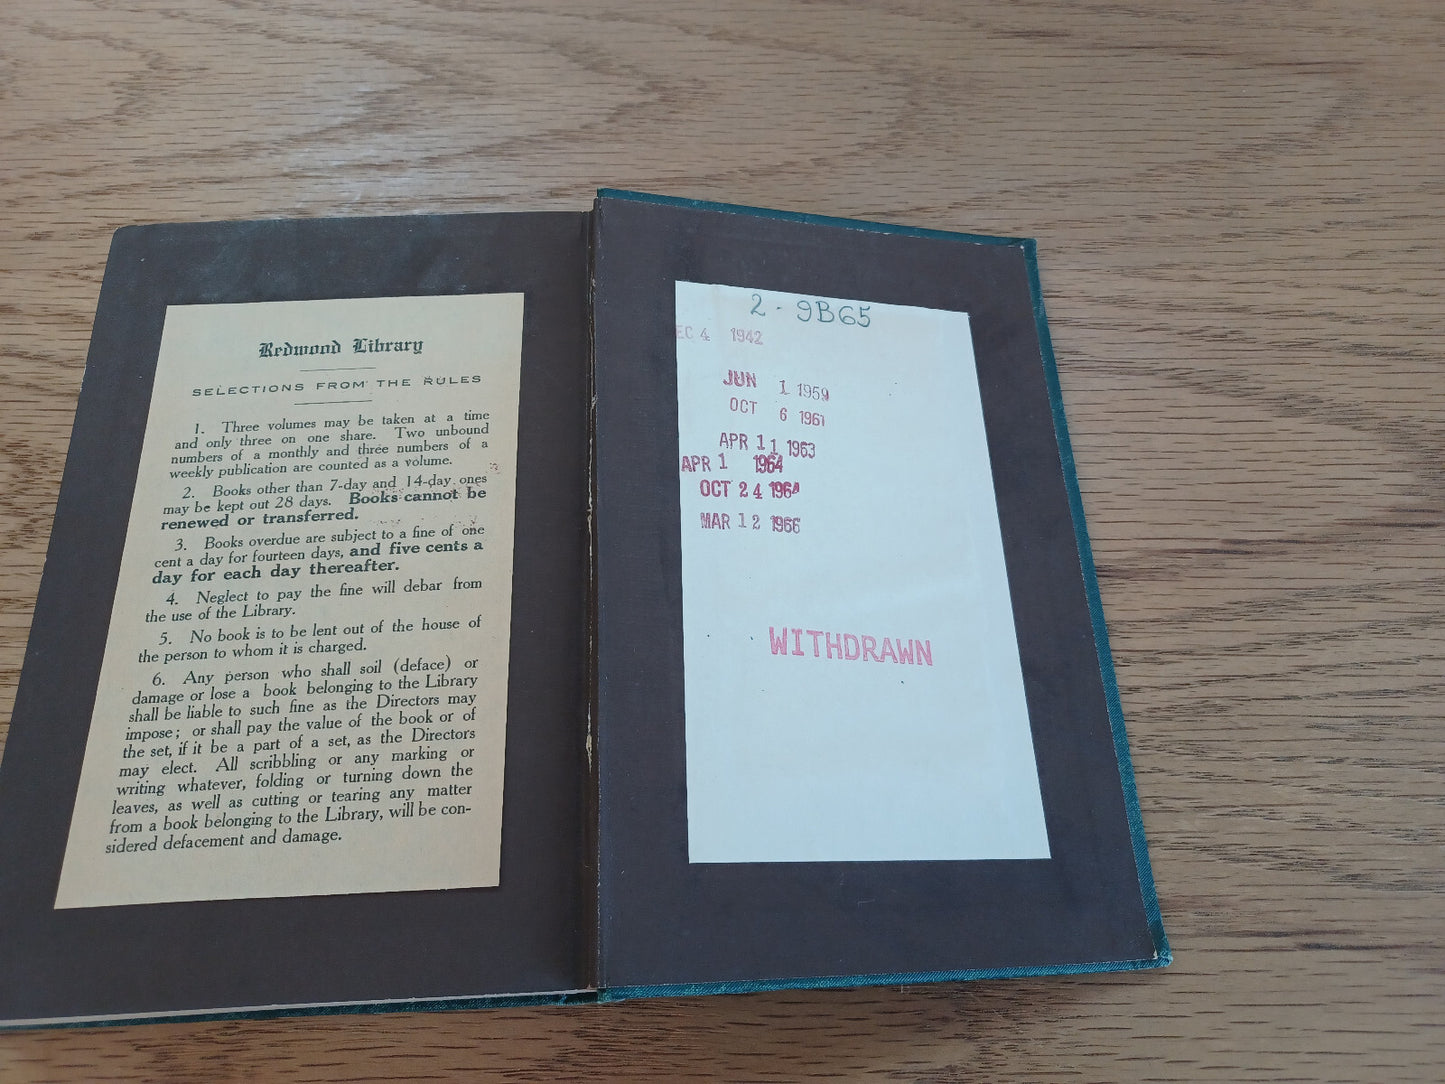 Redwood Library
SELECTIONS FROM THE RULES
1. Three volumes may be taken at a time
and only three on one share. Two unbound
numbers of a monthly and three numbers of a
weekly publication are counted as a volume.
2. Books other than 7-day and 14-day ones
may be kept out 28 days. Books cannot be
renewed or transferred.
3. Books overdue are subject to a fine of one
cent a day for fourteen days, and five cents a
day for each day thereafter.
4. Neglect to pay the fine will debar from
the use of the Library.
5. No book is to be lent out of the house of
the person to whom it is charged.
6. Any person who shall soil (deface) or
damage or lose a book belonging to the Library
shall be liable to such fine as the Directors may
impose; or shall pay the value of the book or of
the set, if it be a part of a set, as the Directors
may elect. All scribbling or any marking or
writing whatever, folding or turning down the
leaves, as well as cutting or tearing any matter
from a book belonging to the Library, will be con-
sidered defacement and damage.
2 - 9B65
EC 4 1942
JUN 1 1959
OCT 6 1961
APR 11 1963
APR 1 1964
OCT 24 1964
MAR 12 1966
WITHDRAWN